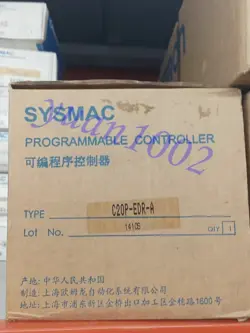 SYSMAC
PROGRAMMABLE CONTROLLER
可编程序控制器
TYPE C20P-EDR-A
Lot No. 14105 QTY 1
产地:中华人民共和国
制造:上海欧姆龙自动化系统有限公司
地址:上海市浦东新区金桥出口加工区金穗路1600号
yuan1002